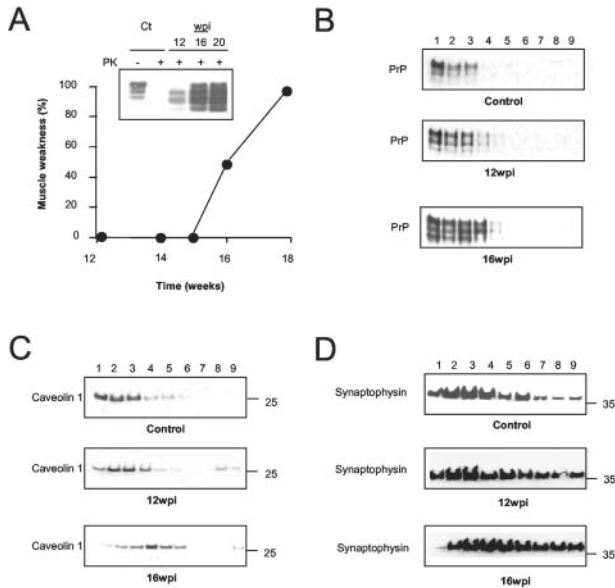 A
Ct wpi
12 16 20
PK - + + + +
Muscle weakness (%)
100
80
60
40
20
0
12 14 16 18
Time (weeks)
B
1 2 3 4 5 6 7 8 9
PrP
Control
PrP
12wpi
PrP
16wpi
C
1 2 3 4 5 6 7 8 9
Caveolin 1 25
Control
Caveolin 1 25
12wpi
Caveolin 1 25
16wpi
D
1 2 3 4 5 6 7 8 9
Synaptophysin 35
Control
Synaptophysin 35
12wpi
Synaptophysin 35
16wpi